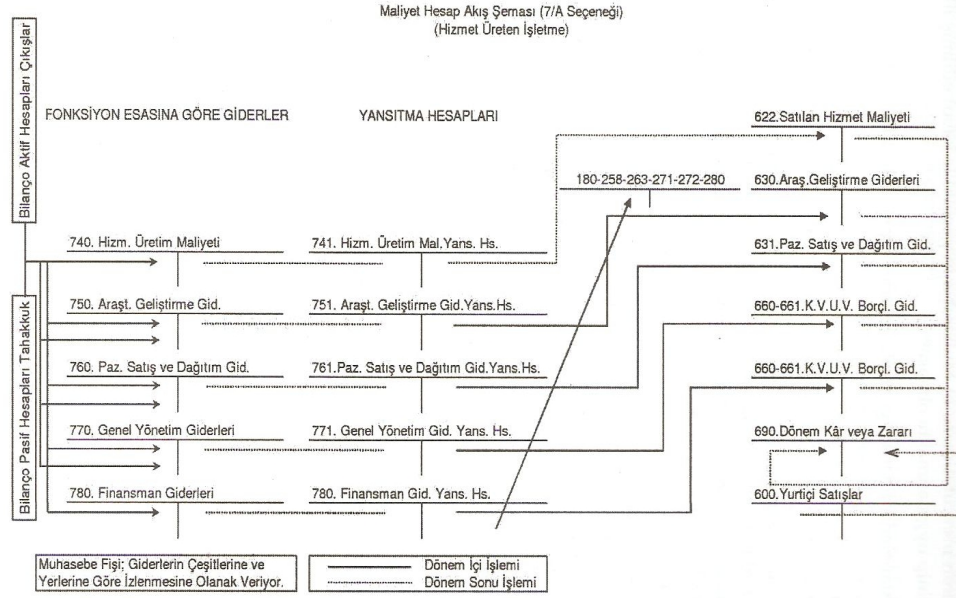 Maliyet Hesap Akış Şeması (7/A Seçeneği)
(Hizmet Üreten İşletme)
Bilanço Aktif Hesapları Çıkışlar
Bilanço Pasif Hesapları Tahakkuk
FONKSİYON ESASINA GÖRE GİDERLER
YANSITMA HESAPLARI
740. Hizm. Üretim Maliyeti
750. Araşt. Geliştirme Gid.
760. Paz. Satış ve Dağıtım Gid.
770. Genel Yönetim Giderleri
780. Finansman Giderleri
741. Hizm. Üretim Mal.Yans. Hs.
751. Araşt. Geliştirme Gid.Yans.Hs.
761.Paz. Satış ve Dağıtım Gid.Yans.Hs.
771. Genel Yönetim Gid. Yans. Hs.
780. Finansman Gid. Yans. Hs.
180-258-263-271-272-280
622.Satılan Hizmet Maliyeti
630.Araş.Geliştirme Giderleri
631.Paz. Satış ve Dağıtım Gid.
660-661.K.V.U.V. Borçl. Gid.
660-661.K.V.U.V. Borçl. Gid.
690.Dönem Kâr veya Zararı
600.Yurtiçi Satışlar
Muhasebe Fişi; Giderlerin Çeşitlerine ve
Yerlerine Göre İzlenmesine Olanak Veriyor.
Dönem İçi İşlemi
Dönem Sonu İşlemi